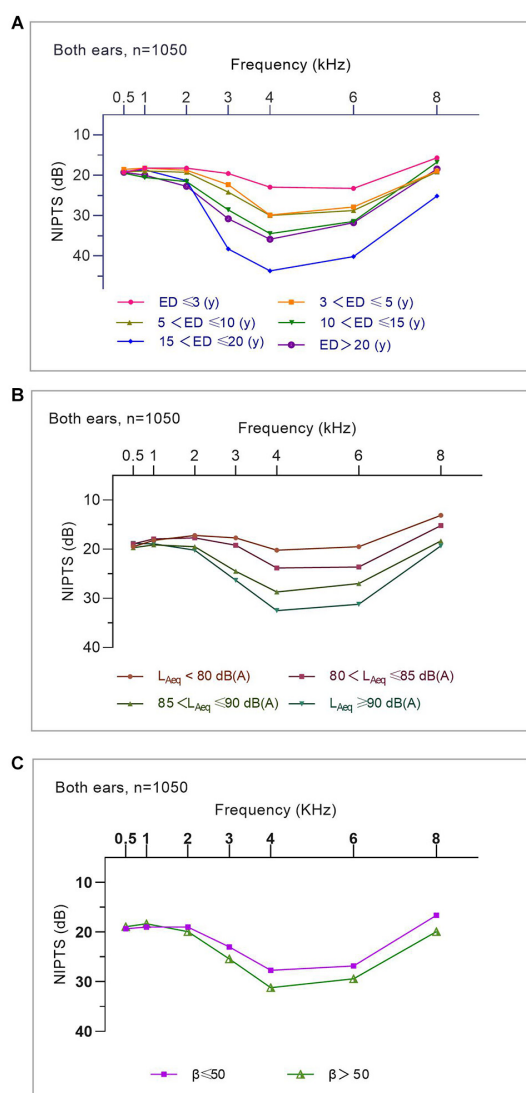 A
Both ears, n=1050
Frequency (kHz)
0.5 1 2 3 4 6 8
10
20
30
40
NIPTS (dB)
ED ≤3 (y) 3 <ED ≤ 5 (y)
5 <ED ≤10 (y) 10 <ED ≤15 (y)
15 <ED ≤20 (y) ED> 20 (y)
B
Both ears, n=1050
Frequency (kHz)
0.5 1 2 3 4 6 8
10
20
30
40
NIPTS (dB)
LAeq < 80 dB(A) 80 < LAeq ≤85 dB(A)
85 <LAeq ≤90 dB(A) LAeq ≥90 dB(A)
C
Both ears, n=1050
Frequency (KHz)
0.5 1 2 3 4 6 8
10
20
30
40
NIPTS (dB)
β≤50 β> 50